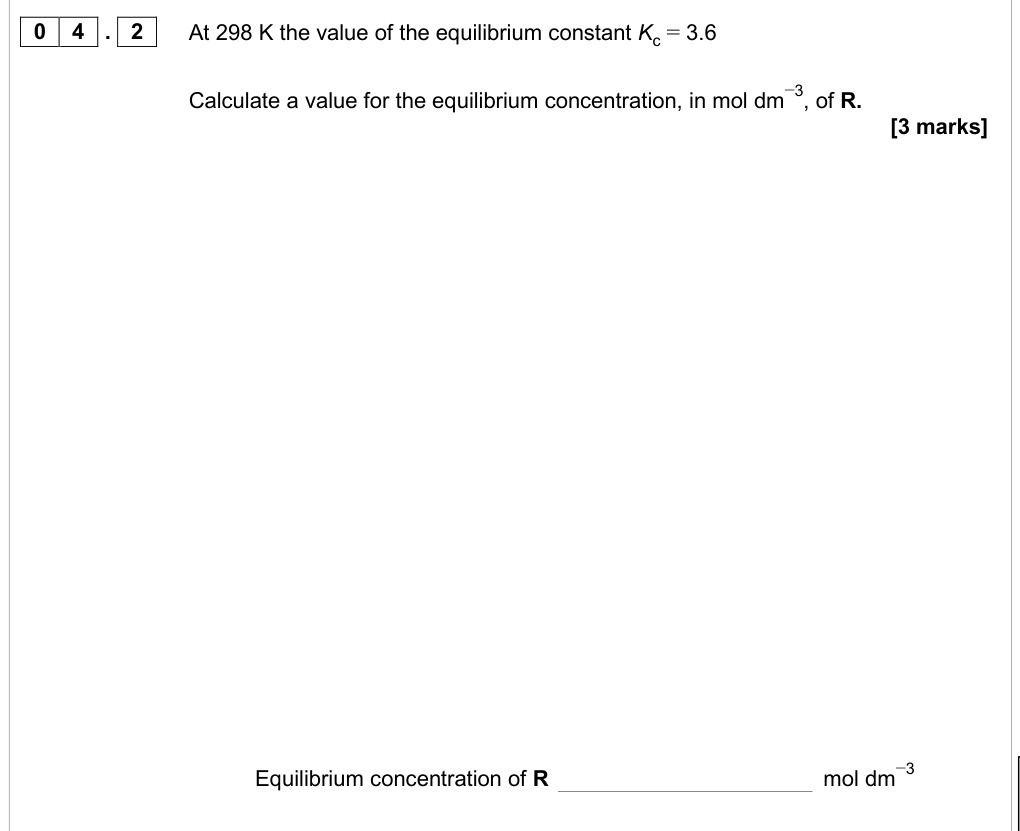 0 4 . 2 At 298 K the value of the equilibrium constant Kc = 3.6
Calculate a value for the equilibrium concentration, in mol dm⁻³, of R.
[3 marks]
Equilibrium concentration of R ____________________ mol dm⁻³